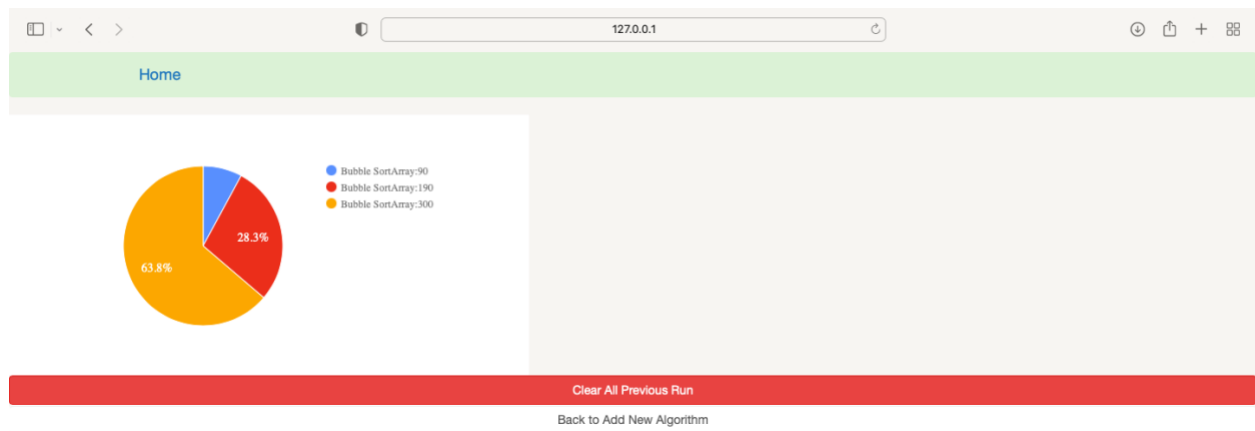 127.0.0.1
Home
Bubble SortArray:90
Bubble SortArray:190
Bubble SortArray:300
28.3%
63.8%
Clear All Previous Run
Back to Add New Algorithm